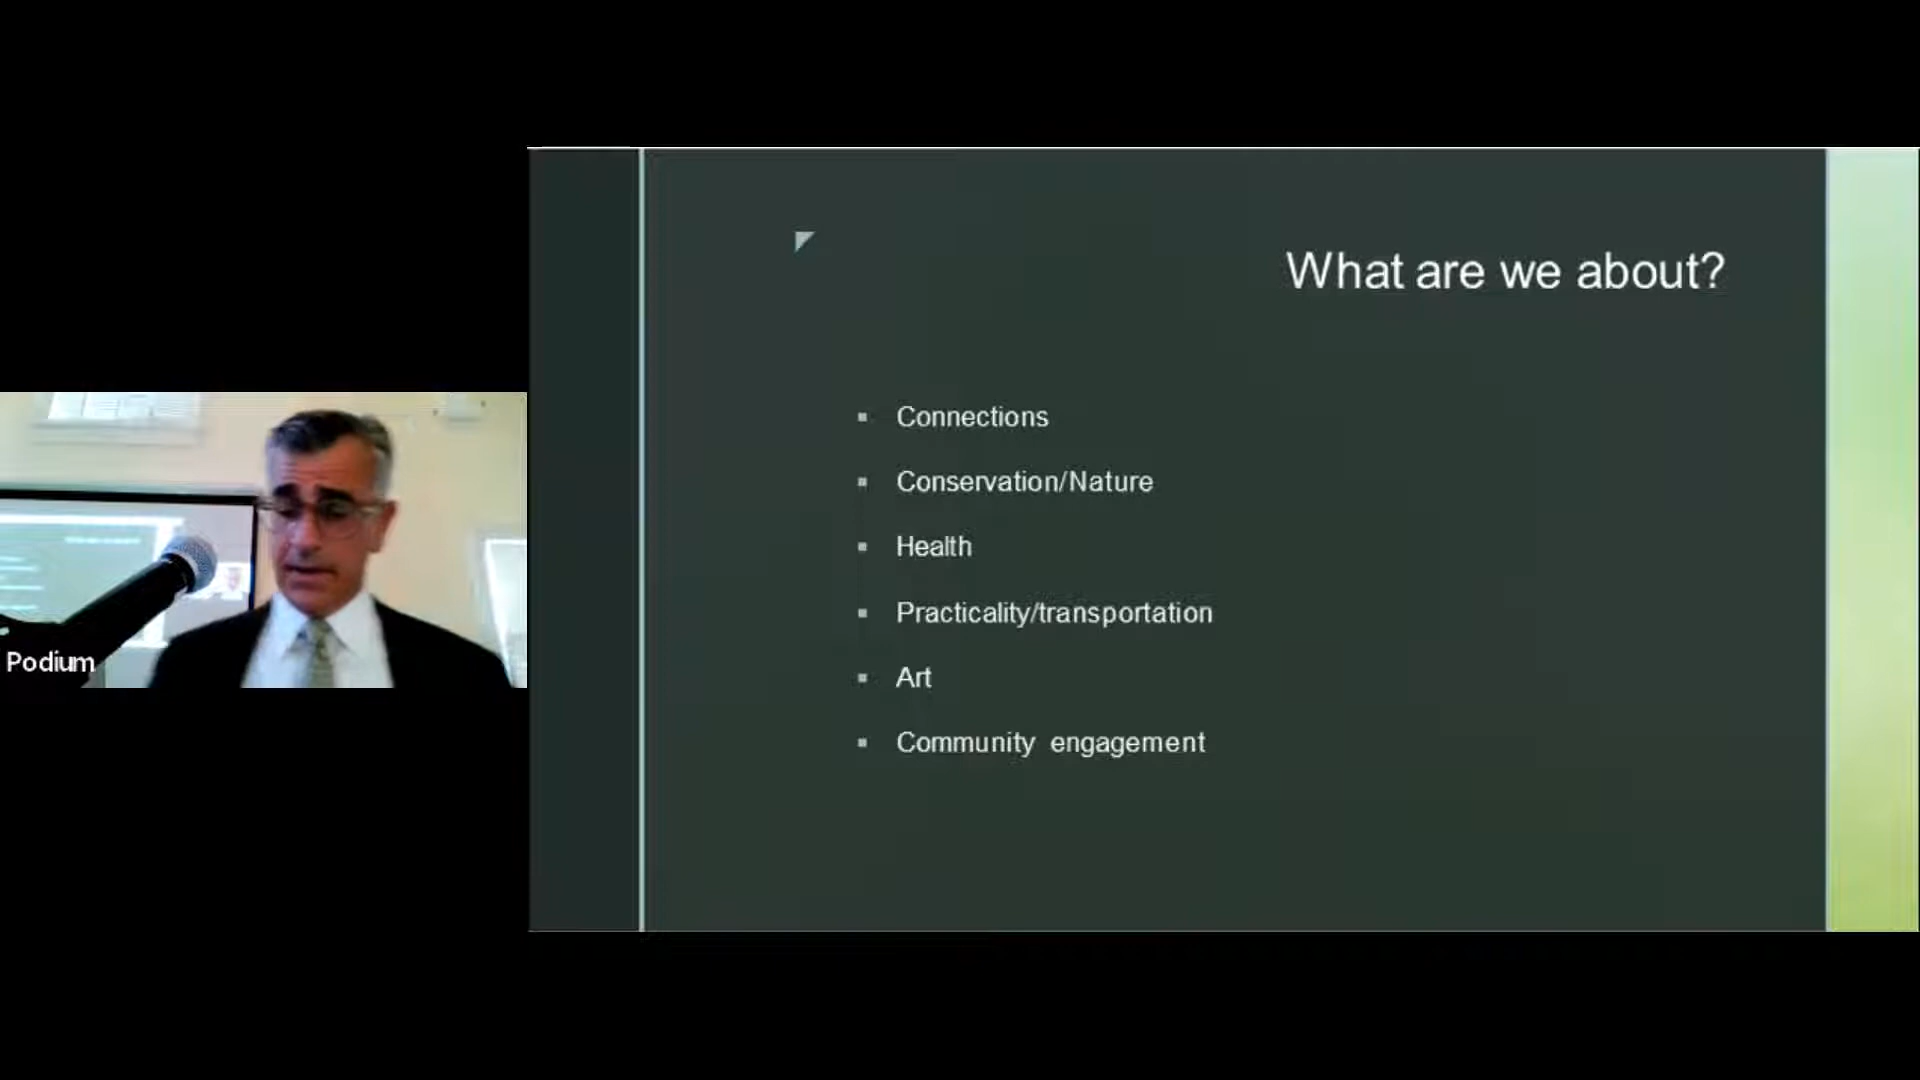 What are we about?
Connections
Conservation/Nature
Health
Practicality/transportation
Art
Community engagement
Podium